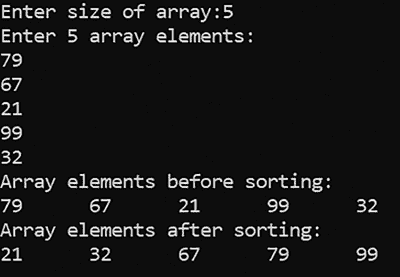 Enter size of array:5
Enter 5 array elements:
79
67
21
99
32
Array elements before sorting:
79 67 21 99 32
Array elements after sorting:
21 32 67 79 99